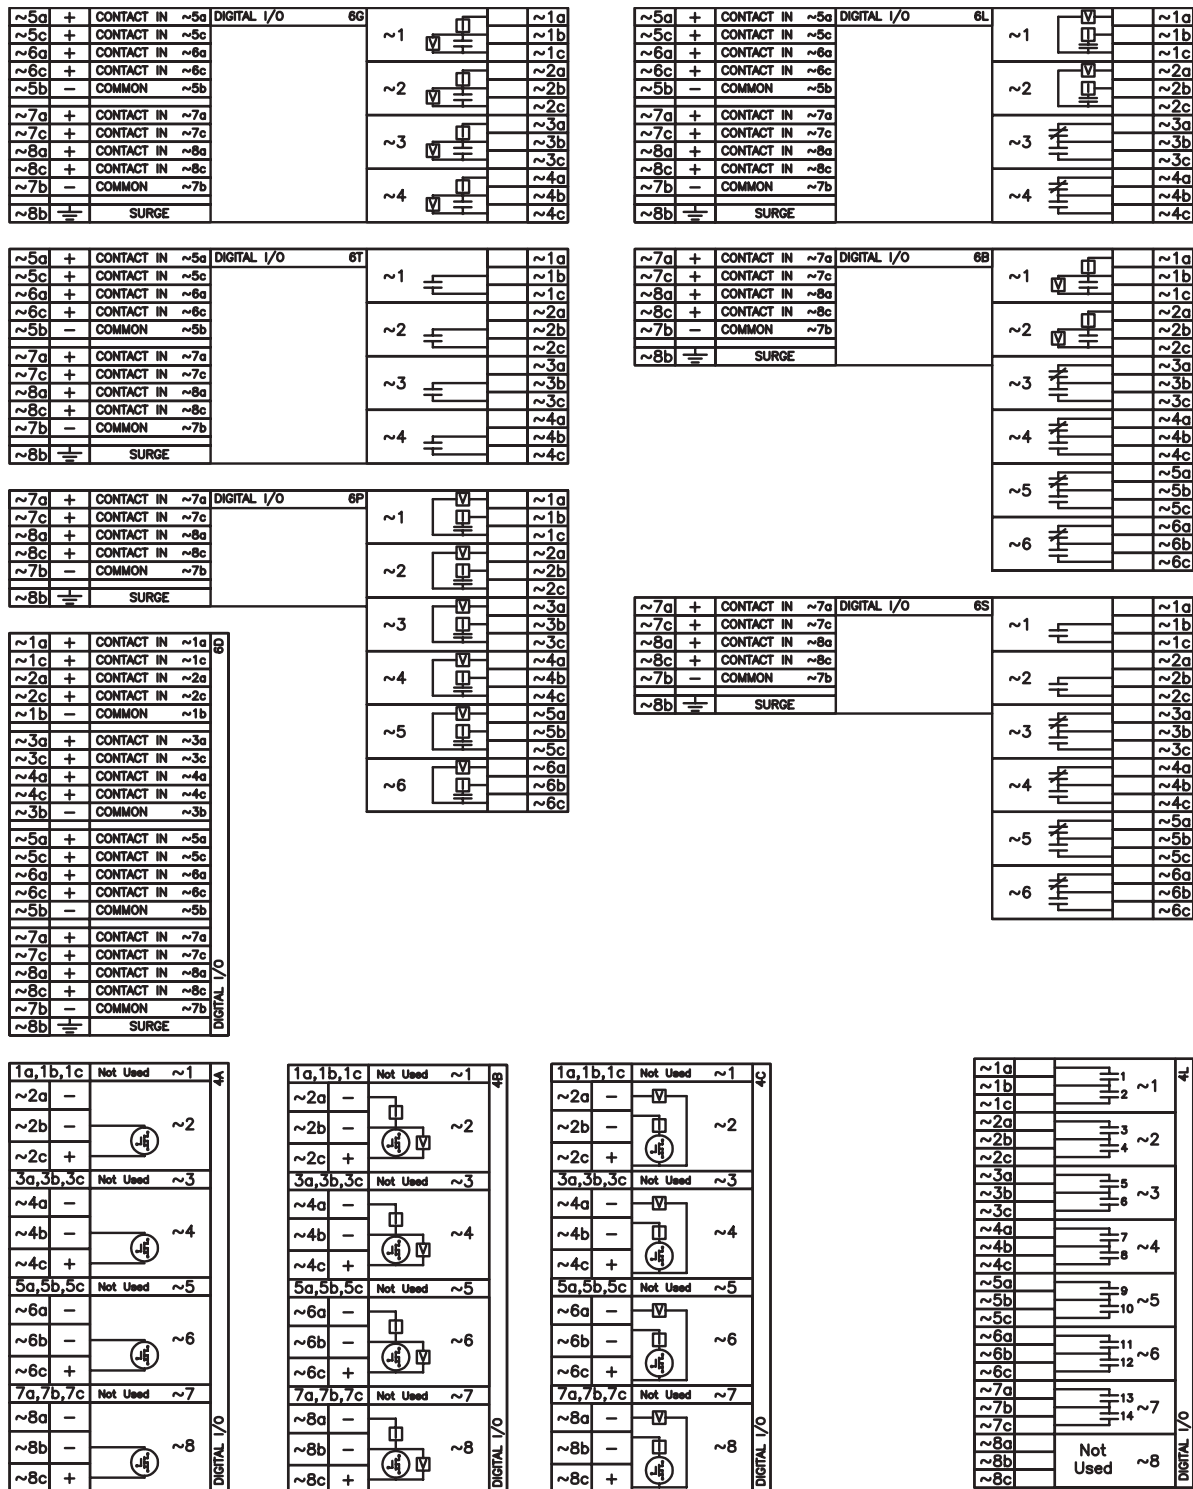 ~5a + CONTACT IN ~5a DIGITAL I/O 6G
~5c + CONTACT IN ~5c
~6a + CONTACT IN ~6a
~6c + CONTACT IN ~6c
~5b − COMMON ~5b
~7a + CONTACT IN ~7a
~7c + CONTACT IN ~7c
~8a + CONTACT IN ~8a
~8c + CONTACT IN ~8c
~7b − COMMON ~7b
~8b SURGE
~1 V ~1a
~1b
~1c
~2 V ~2a
~2b
~2c
~3 V ~3a
~3b
~3c
~4 V ~4a
~4b
~4c
~5a + CONTACT IN ~5a DIGITAL I/O 6L
~5c + CONTACT IN ~5c
~6a + CONTACT IN ~6a
~6c + CONTACT IN ~6c
~5b − COMMON ~5b
~7a + CONTACT IN ~7a
~7c + CONTACT IN ~7c
~8a + CONTACT IN ~8a
~8c + CONTACT IN ~8c
~7b − COMMON ~7b
~8b SURGE
~1 V ~1a
~1b
~1c
~2 V ~2a
~2b
~2c
~3 ~3a
~3b
~3c
~4 ~4a
~4b
~4c
~5a + CONTACT IN ~5a DIGITAL I/O 6T
~5c + CONTACT IN ~5c
~6a + CONTACT IN ~6a
~6c + CONTACT IN ~6c
~5b − COMMON ~5b
~7a + CONTACT IN ~7a
~7c + CONTACT IN ~7c
~8a + CONTACT IN ~8a
~8c + CONTACT IN ~8c
~7b − COMMON ~7b
~8b SURGE
~1 ~1a
~1b
~1c
~2 ~2a
~2b
~2c
~3 ~3a
~3b
~3c
~4 ~4a
~4b
~4c
~7a + CONTACT IN ~7a DIGITAL I/O 6B
~7c + CONTACT IN ~7c
~8a + CONTACT IN ~8a
~8c + CONTACT IN ~8c
~7b − COMMON ~7b
~8b SURGE
~1 V ~1a
~1b
~1c
~2 V ~2a
~2b
~2c
~3 ~3a
~3b
~3c
~4 ~4a
~4b
~4c
~5 ~5a
~5b
~5c
~6 ~6a
~6b
~6c
~7a + CONTACT IN ~7a DIGITAL I/O 6P
~7c + CONTACT IN ~7c
~8a + CONTACT IN ~8a
~8c + CONTACT IN ~8c
~7b − COMMON ~7b
~8b SURGE
~1 V ~1a
~1b
~1c
~2 V ~2a
~2b
~2c
~3 V ~3a
~3b
~3c
~4 V ~4a
~4b
~4c
~5 V ~5a
~5b
~5c
~6 V ~6a
~6b
~6c
~7a + CONTACT IN ~7a DIGITAL I/O 6S
~7c + CONTACT IN ~7c
~8a + CONTACT IN ~8a
~8c + CONTACT IN ~8c
~7b − COMMON ~7b
~8b SURGE
~1 ~1a
~1b
~1c
~2 ~2a
~2b
~2c
~3 ~3a
~3b
~3c
~4 ~4a
~4b
~4c
~5 ~5a
~5b
~5c
~6 ~6a
~6b
~6c
~1a + CONTACT IN ~1a 6D
~1c + CONTACT IN ~1c
~2a + CONTACT IN ~2a
~2c + CONTACT IN ~2c
~1b − COMMON ~1b
~3a + CONTACT IN ~3a
~3c + CONTACT IN ~3c
~4a + CONTACT IN ~4a
~4c + CONTACT IN ~4c
~3b − COMMON ~3b
~5a + CONTACT IN ~5a
~5c + CONTACT IN ~5c
~6a + CONTACT IN ~6a
~6c + CONTACT IN ~6c
~5b − COMMON ~5b
~7a + CONTACT IN ~7a
~7c + CONTACT IN ~7c
~8a + CONTACT IN ~8a
~8c + CONTACT IN ~8c
~7b − COMMON ~7b
~8b SURGE
DIGITAL I/O
1a,1b,1c Not Used ~1 4A
~2a −
~2b − ~2
~2c +
3a,3b,3c Not Used ~3
~4a −
~4b − ~4
~4c +
5a,5b,5c Not Used ~5
~6a −
~6b − ~6
~6c +
7a,7b,7c Not Used ~7
~8a −
~8b − ~8
~8c +
DIGITAL I/O
1a,1b,1c Not Used ~1 4B
~2a −
~2b − V ~2
~2c +
3a,3b,3c Not Used ~3
~4a −
~4b − V ~4
~4c +
5a,5b,5c Not Used ~5
~6a −
~6b − V ~6
~6c +
7a,7b,7c Not Used ~7
~8a −
~8b − V ~8
~8c +
DIGITAL I/O
1a,1b,1c Not Used ~1 4C
~2a − V
~2b − ~2
~2c +
3a,3b,3c Not Used ~3
~4a − V
~4b − ~4
~4c +
5a,5b,5c Not Used ~5
~6a − V
~6b − ~6
~6c +
7a,7b,7c Not Used ~7
~8a − V
~8b − ~8
~8c +
DIGITAL I/O
~1a 1 4L
~1b ~1
~1c 2
~2a 3
~2b ~2
~2c 4
~3a 5
~3b ~3
~3c 6
~4a 7
~4b ~4
~4c 8
~5a 9
~5b ~5
~5c 10
~6a 11
~6b ~6
~6c 12
~7a 13
~7b ~7
~7c 14
~8a Not
~8b Used ~8
~8c
DIGITAL I/O